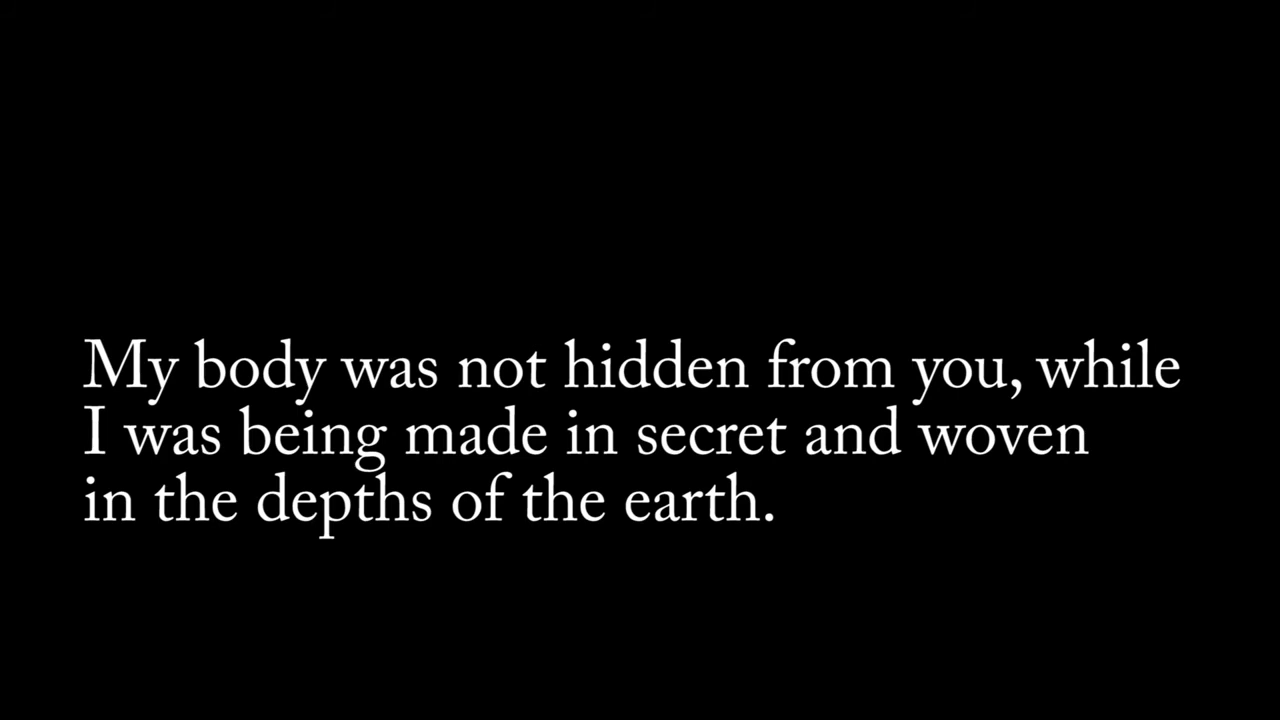 My body was not hidden from you, while
I was being made in secret and woven
in the depths of the earth.